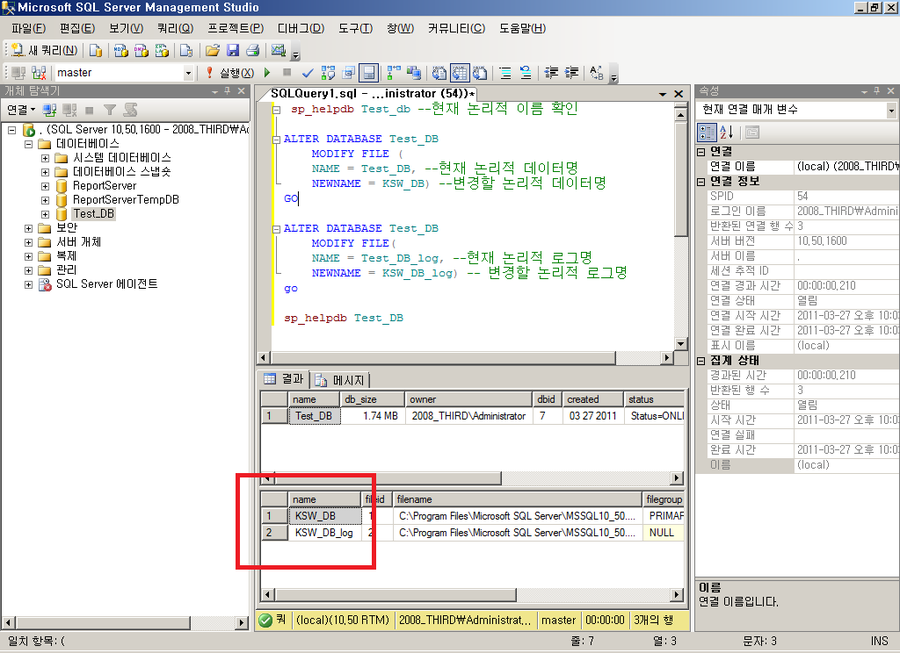 Microsoft SQL Server Management Studio
파일(F) 편집(E) 보기(V) 쿼리(Q) 프로젝트(P) 디버그(D) 도구(T) 창(W) 커뮤니티(C) 도움말(H)
새 쿼리(N)
master 실행(X)
개체 탐색기
연결
. (SQL Server 10,50,1600 - 2008_THIRD₩Ac
데이터베이스
시스템 데이터베이스
데이터베이스 스냅숏
ReportServer
ReportServerTempDB
Test_DB
보안
서버 개체
복제
관리
SQL Server 에이전트
SQLQuery1.sql - ...inistrator (54))*
sp_helpdb Test_db --현재 논리적 이름 확인
ALTER DATABASE Test_DB
MODIFY FILE (
NAME = Test_DB, --현재 논리적 데이터명
NEWNAME = KSW_DB) --변경할 논리적 데이터명
GO
ALTER DATABASE Test_DB
MODIFY FILE(
NAME = Test_DB_log, --현재 논리적 로그명
NEWNAME = KSW_DB_log) -- 변경할 논리적 로그명
go
sp_helpdb Test_DB
결과 메시지
name db_size owner dbid created status
1 Test_DB 1.74 MB 2008_THIRD\Administrator 7 03 27 2011 Status=ONLI
name fileid filename filegroup
1 KSW_DB 1 C:\Program Files\Microsoft SQL Server\MSSQL10_50.... PRIMAF
2 KSW_DB_log 2 C:\Program Files\Microsoft SQL Server\MSSQL10_50.... NULL
쿼 (local)(10,50 RTM) 2008_THIRD₩Administrat,.. master 00:00:00 3개의 행
속성
현재 연결 매개 변수
연결
연결 이름 (local) (2008_THIRD₩
연결 정보
SPID 54
로그인 이름 2008_THIRD₩Admini
반환된 연결 행 수 3
서버 버전 10,50,1600
서버 이름 .
세션 추적 ID
연결 경과 시간 00:00:00,210
연결 상태 열림
연결 시작 시간 2011-03-27 오후 10:0
연결 완료 시간 2011-03-27 오후 10:0
표시 이름 (local)
집계 상태
경과된 시간 00:00:00,210
반환된 행 수 3
상태 열림
시작 시간 2011-03-27 오후 10:0
연결 실패
완료 시간 2011-03-27 오후 10:0
이름 (local)
이름
연결 이름입니다.
일치 항목: ( 줄: 7 열: 3 문자: 3 INS